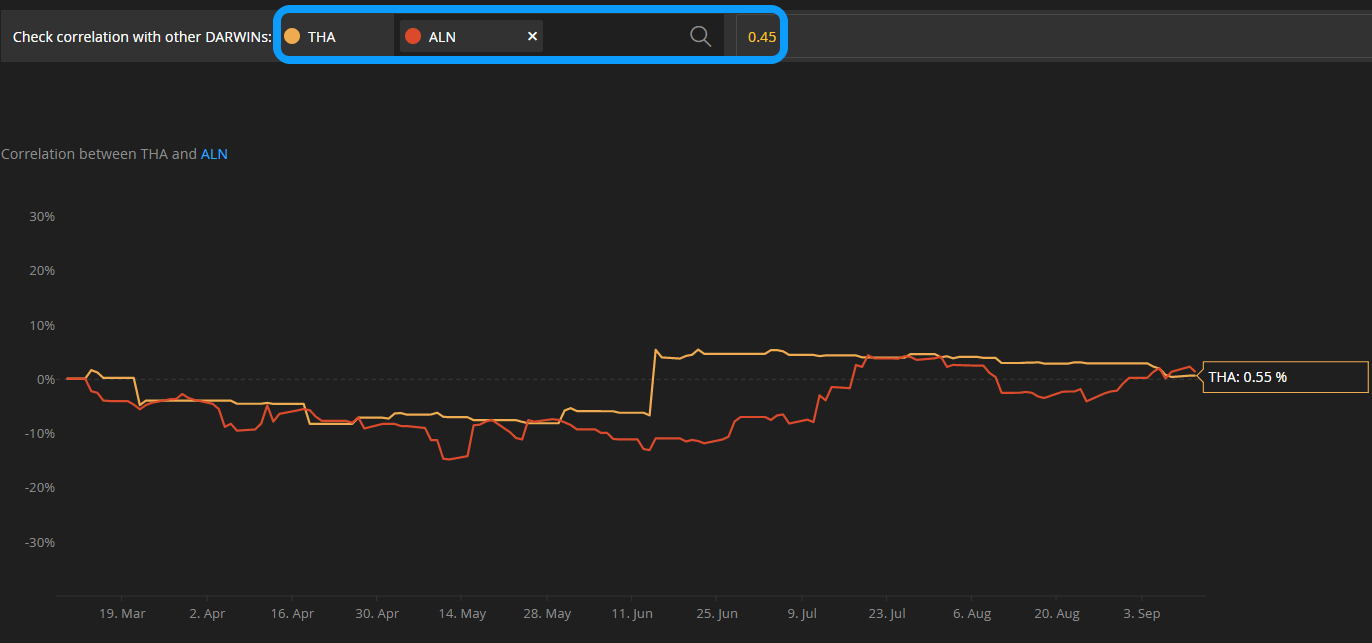 Check correlation with other DARWINs: THA ALN × 0.45
Correlation between THA and ALN
30%
20%
10%
0%
-10%
-20%
-30%
THA: 0.55 %
19. Mar 2. Apr 16. Apr 30. Apr 14. May 28. May 11. Jun 25. Jun 9. Jul 23. Jul 6. Aug 20. Aug 3. Sep